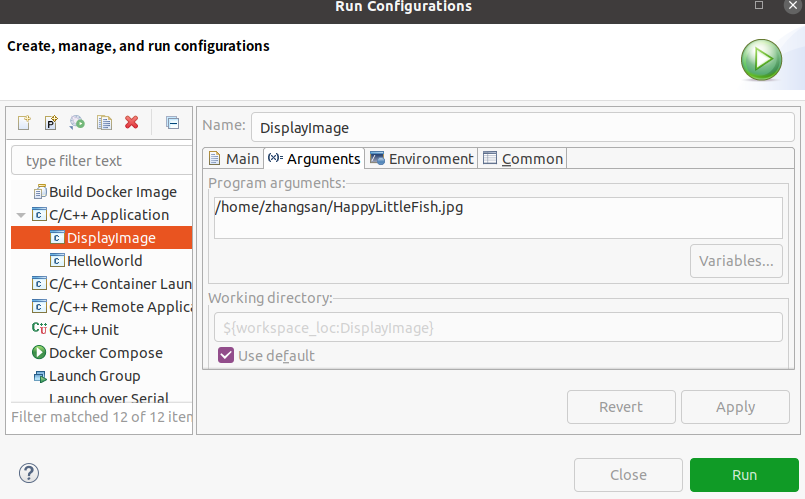 Run Configurations
Create, manage, and run configurations
type filter text
Build Docker Image
C/C++ Application
DisplayImage
HelloWorld
C/C++ Container Laun
C/C++ Remote Applica
C/C++ Unit
Docker Compose
Launch Group
Launch over Serial
Filter matched 12 of 12 iten
Name: DisplayImage
Main Arguments Environment Common
Program arguments:
/home/zhangsan/HappyLittleFish.jpg
Variables...
Working directory:
${workspace_loc:DisplayImage}
Use default
Revert Apply
Close Run